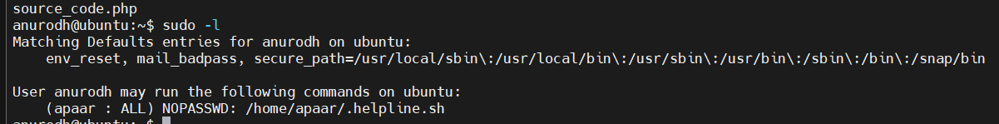 source_code.php
anurodh@ubuntu:~$ sudo -l
Matching Defaults entries for anurodh on ubuntu:
    env_reset, mail_badpass, secure_path=/usr/local/sbin\:/usr/local/bin\:/usr/sbin\:/usr/bin\:/sbin\:/bin\:/snap/bin

User anurodh may run the following commands on ubuntu:
    (apaar : ALL) NOPASSWD: /home/apaar/.helpline.sh
anurodh@ubuntu:~$